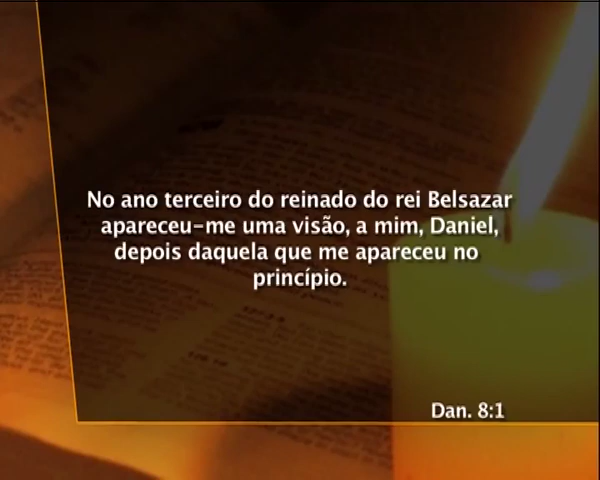 No ano terceiro do reinado do rei Belsazar
apareceu-me uma visão, a mim, Daniel,
depois daquela que me apareceu no
princípio.
Dan. 8:1